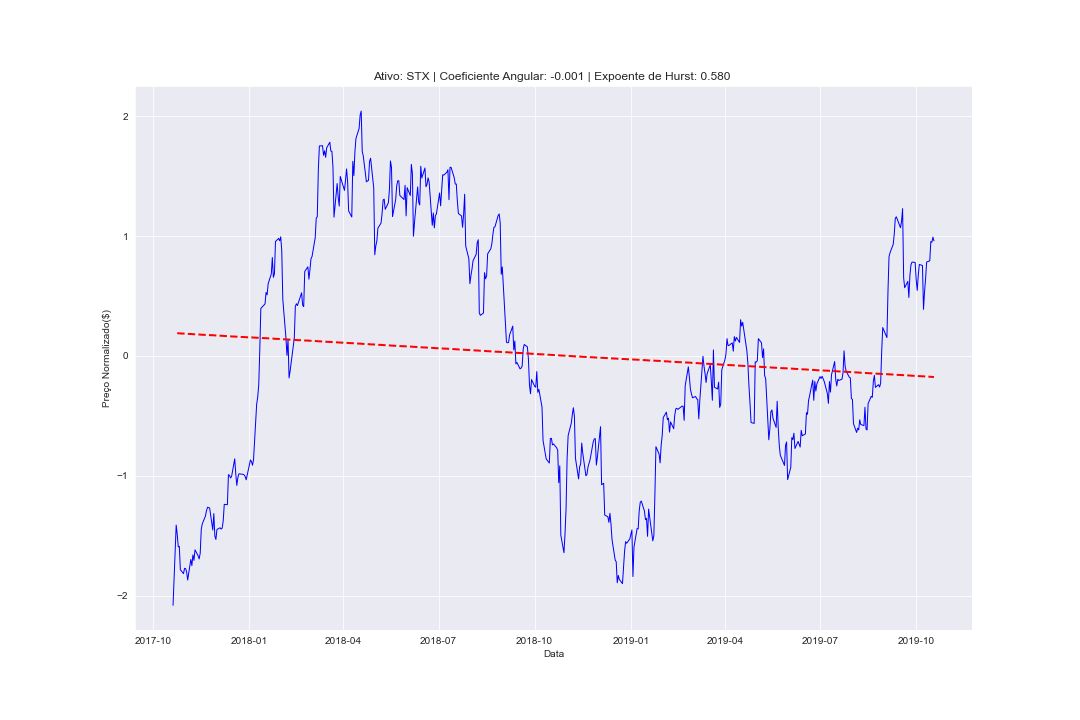 Ativo: STX | Coeficiente Angular: -0.001 | Expoente de Hurst: 0.580
Preço Normalizado($)
2
1
0
−1
−2
2017-10 2018-01 2018-04 2018-07 2018-10 2019-01 2019-04 2019-07 2019-10
Data